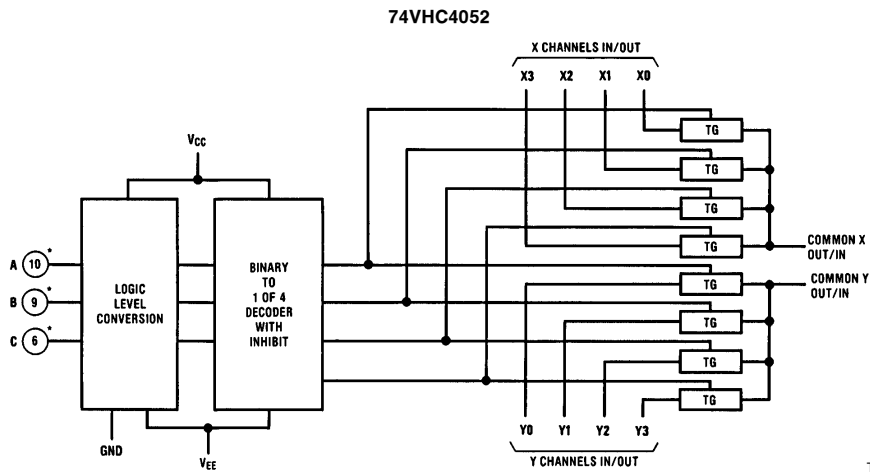 74VHC4052
X CHANNELS IN/OUT
X3 X2 X1 X0
TG
TG
TG
TG
COMMON X
OUT/IN
VCC
A 10 *
B 9 *
C 6 *
LOGIC
LEVEL
CONVERSION
BINARY
TO
1 OF 4
DECODER
WITH
INHIBIT
TG
TG
TG
TG
COMMON Y
OUT/IN
GND
VEE
Y0 Y1 Y2 Y3
Y CHANNELS IN/OUT